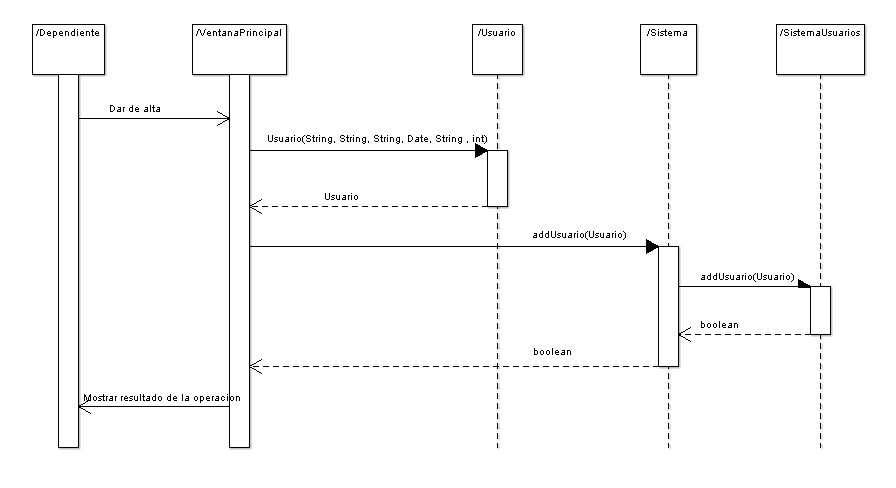 /Dependiente
/VentanaPrincipal
/Usuario
/Sistema
/SistemaUsuarios
Dar de alta
Usuario(String, String, String, Date, String , int)
Usuario
addUsuario(Usuario)
addUsuario(Usuario)
boolean
boolean
Mostrar resultado de la operacion